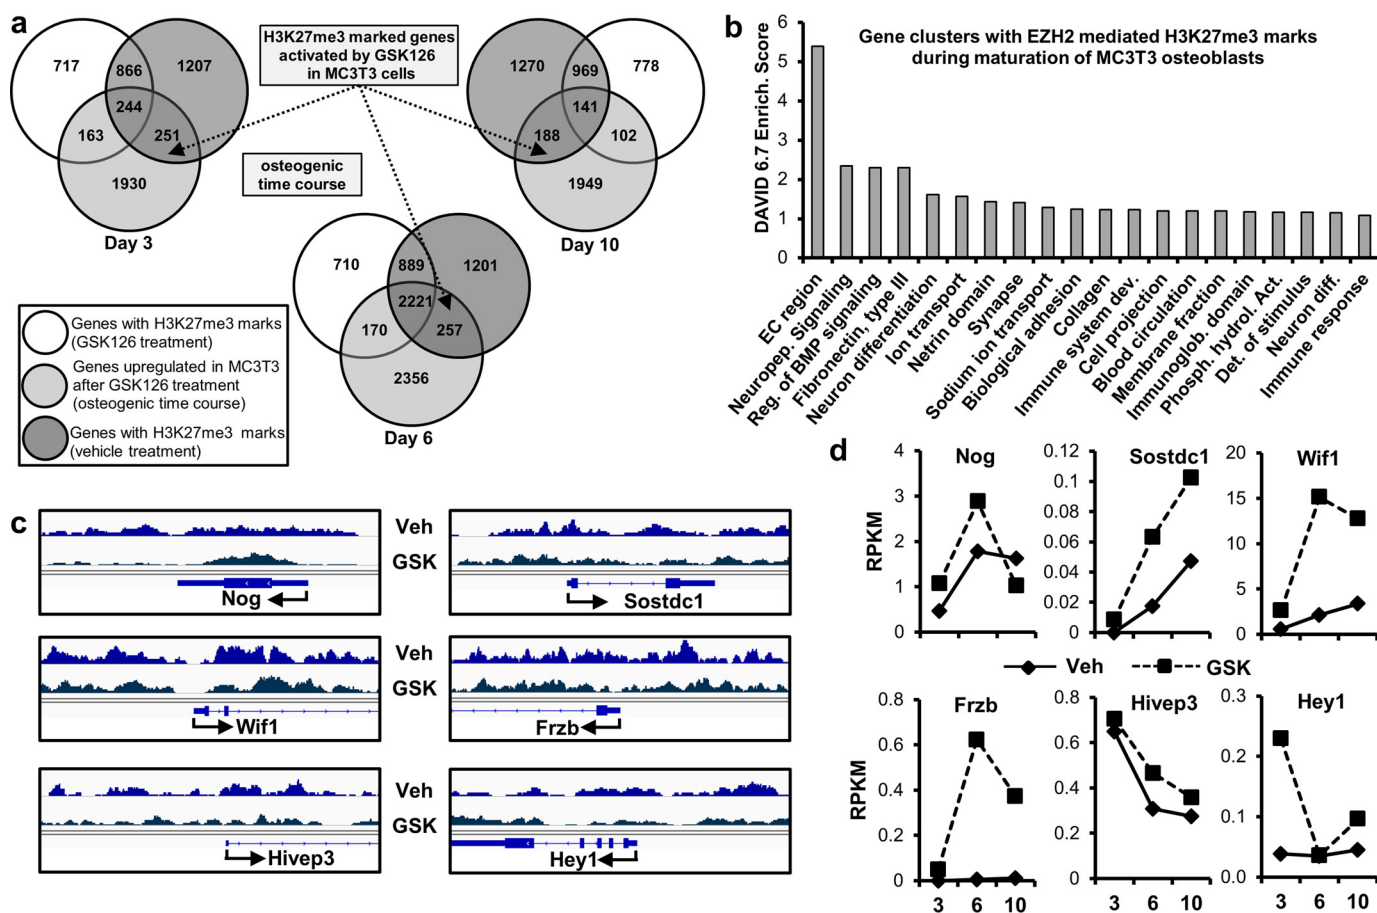 a
717
866
1207
244
163
251
1930
Day 3
H3K27me3 marked genes
activated by GSK126
in MC3T3 cells
osteogenic
time course
1270
969
778
141
188
102
1949
Day 10
710
889
1201
2221
170
257
2356
Day 6
Genes with H3K27me3 marks
(GSK126 treatment)
Genes upregulated in MC3T3
after GSK126 treatment
(osteogenic time course)
Genes with H3K27me3 marks
(vehicle treatment)
b
Gene clusters with EZH2 mediated H3K27me3 marks
during maturation of MC3T3 osteoblasts
DAVID 6.7 Enrich. Score
6
5
4
3
2
1
0
EC region
Neuropep. Signaling
Reg. of BMP signaling
Fibronectin, type III
Neuron differentiation
Ion transport
Netrin domain
Synapse
Sodium ion transport
Biological adhesion
Collagen
Immune system dev.
Cell projection
Blood circulation
Membrane fraction
Immunoglob. domain
Phosph. hydrol. Act.
Det. of stimulus
Neuron diff.
Immune response
c
Veh
GSK
Nog
Sostdc1
Veh
GSK
Wif1
Frzb
Veh
GSK
Hivep3
Hey1
d
Nog
RPKM
4
3
2
1
0
Sostdc1
0.12
0.1
0.08
0.06
0.04
0.02
0
Wif1
20
15
10
5
0
Veh
GSK
Frzb
RPKM
0.8
0.6
0.4
0.2
0
3 6 10
Hivep3
0.8
0.6
0.4
0.2
0
3 6 10
Hey1
0.3
0.2
0.1
0.0
3 6 10